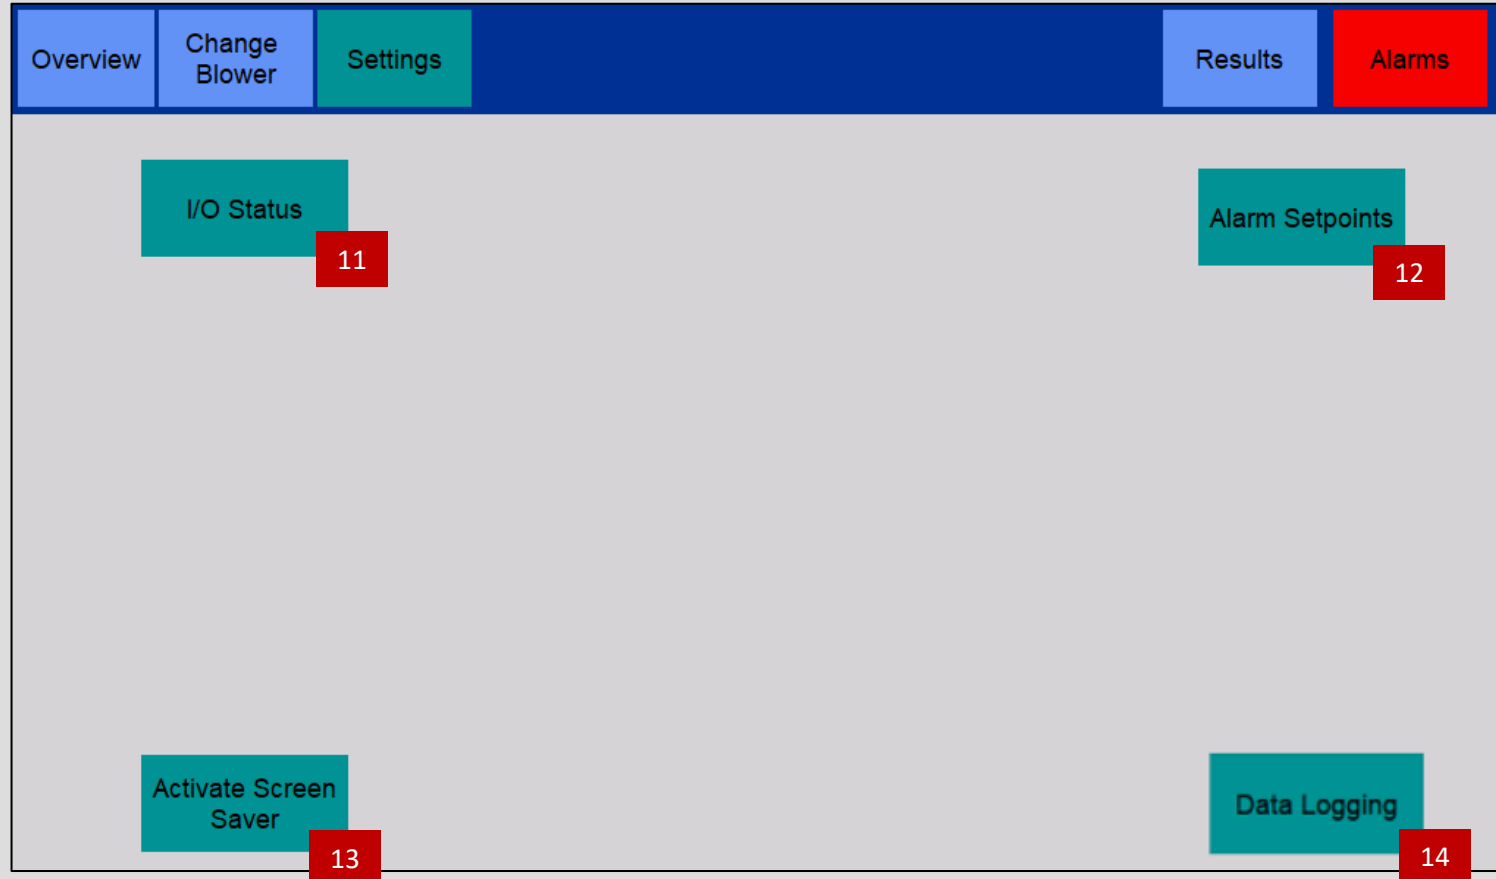 Overview
Change
Blower
Settings
Results
Alarms
I/O Status
11
Alarm Setpoints
12
Activate Screen
Saver
13
Data Logging
14